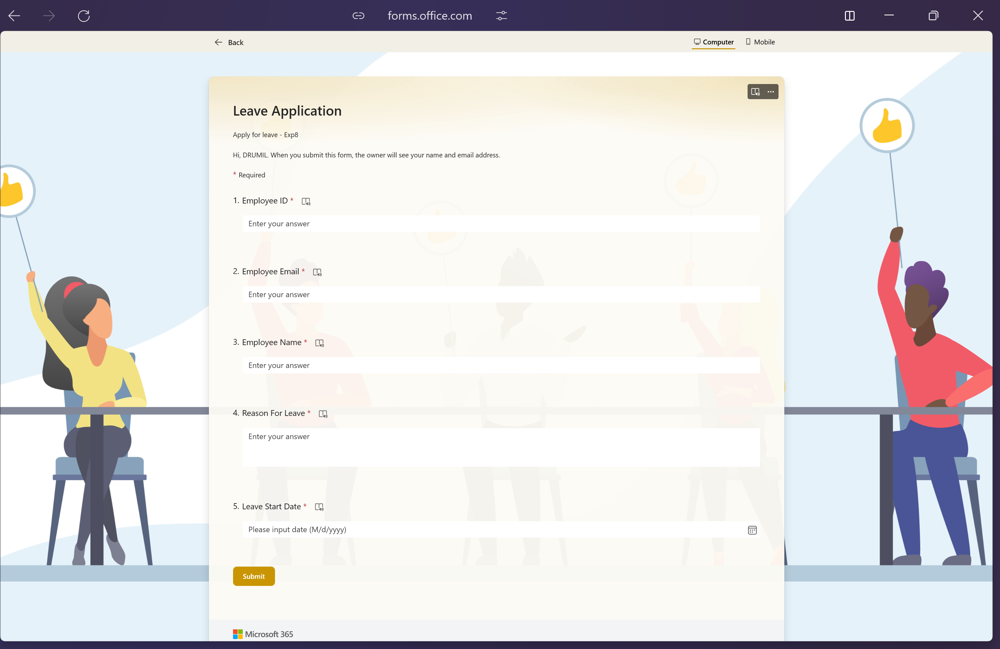 forms.office.com
Back
Computer
Mobile
Leave Application
Apply for leave - Exp8
Hi, DRUMIL. When you submit this form, the owner will see your name and email address.
* Required
1. Employee ID *
Enter your answer
2. Employee Email *
Enter your answer
3. Employee Name *
Enter your answer
4. Reason For Leave *
Enter your answer
5. Leave Start Date *
Please input date (M/d/yyyy)
Submit
Microsoft 365